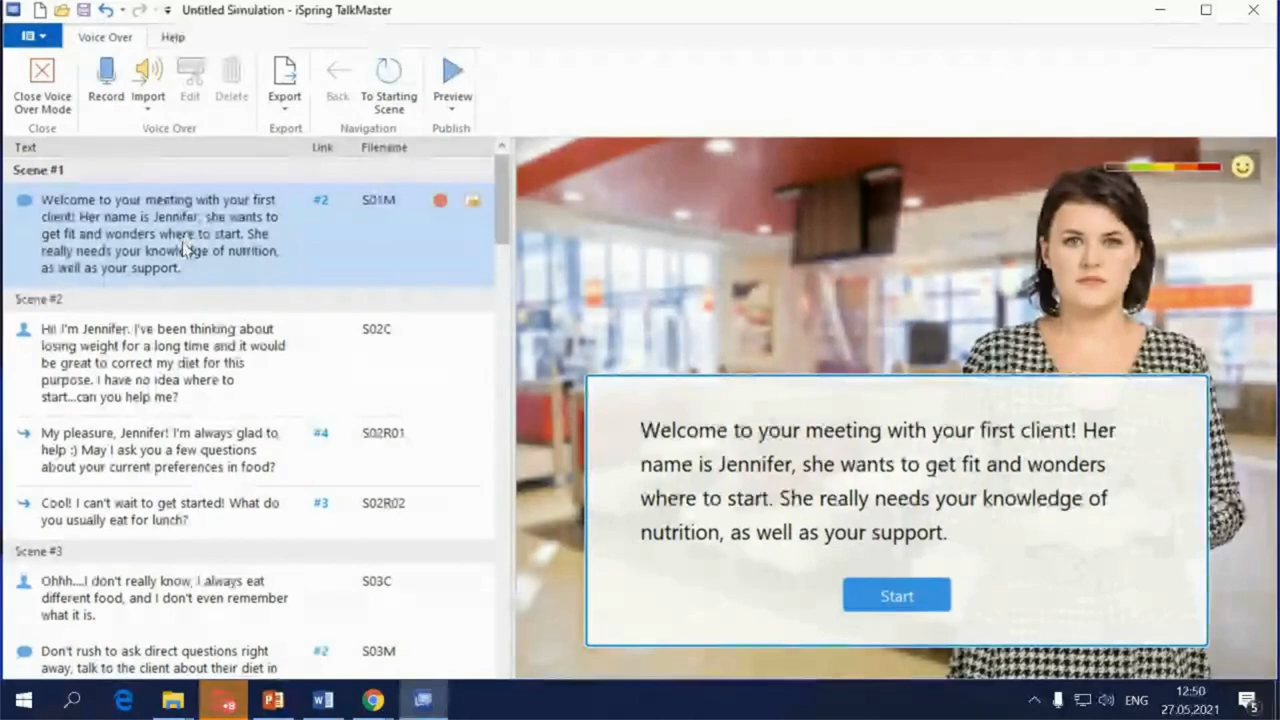 Untitled Simulation - iSpring TalkMaster
Voice Over
Help
Close Voice
Over Mode
Record
Import
Edit
Delete
Export
Back
To Starting
Scene
Preview
Close
Voice Over
Export
Navigation
Publish
Text
Link
Filename
Scene #1
Welcome to your meeting with your first
client! Her name is Jennifer, she wants to
get fit and wonders where to start. She
really needs your knowledge of nutrition,
as well as your support.
#2
S01M
Scene #2
Hi! I'm Jennifer. I've been thinking about
losing weight for a long time and it would
be great to correct my diet for this
purpose. I have no idea where to
start...can you help me?
S02C
My pleasure, Jennifer! I'm always glad to
help :) May I ask you a few questions
about your current preferences in food?
#4
S02R01
Cool! I can't wait to get started! What do
you usually eat for lunch?
#3
S02R02
Scene #3
Ohhh....I don't really know, I always eat
different food, and I don't even remember
what it is.
S03C
Don't rush to ask direct questions right
away, talk to the client about their diet in
#2
S03M
Welcome to your meeting with your first client! Her
name is Jennifer, she wants to get fit and wonders
where to start. She really needs your knowledge of
nutrition, as well as your support.
Start
ENG
12:50
27.05.2021
5